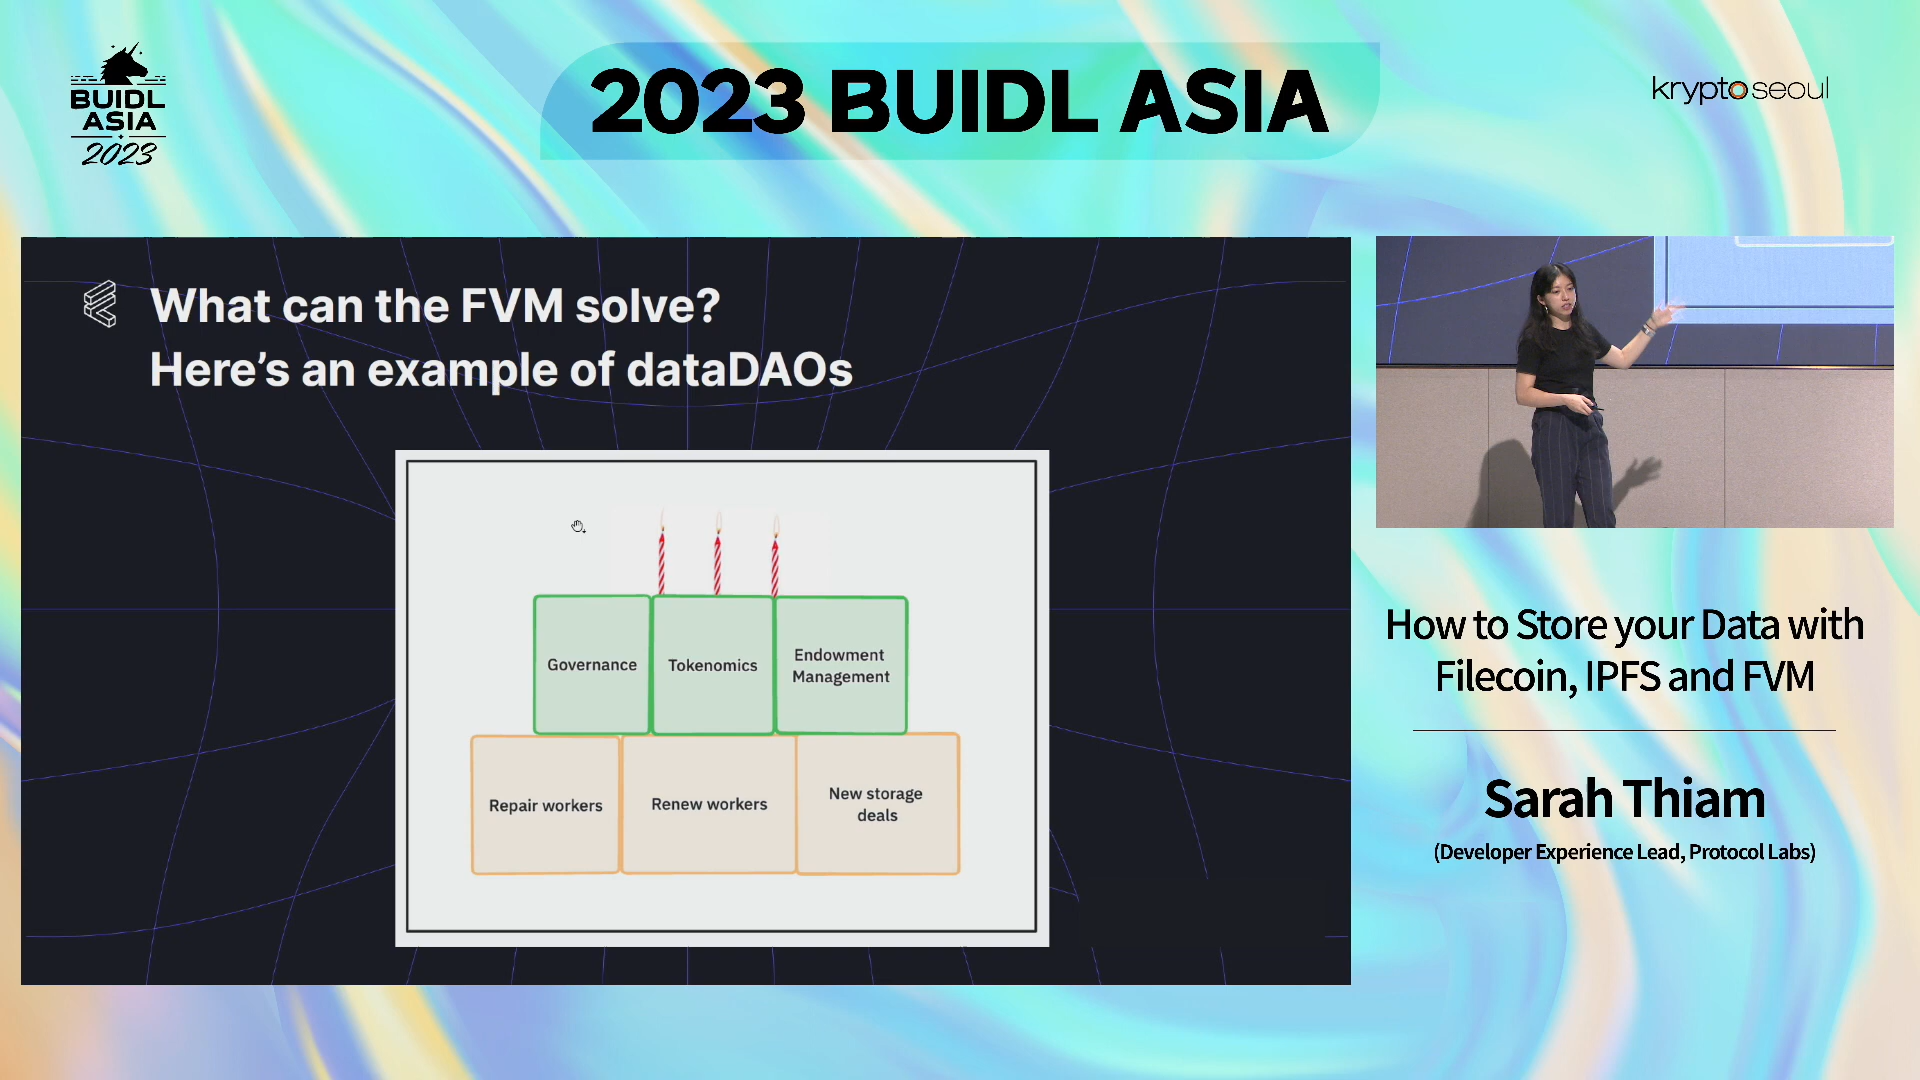 BUIDL
ASIA
2023
2023 BUIDL ASIA
kryptoseoul
What can the FVM solve?
Here's an example of dataDAOs
Governance
Tokenomics
Endowment
Management
Repair workers
Renew workers
New storage
deals
How to Store your Data with
Filecoin, IPFS and FVM
Sarah Thiam
(Developer Experience Lead, Protocol Labs)